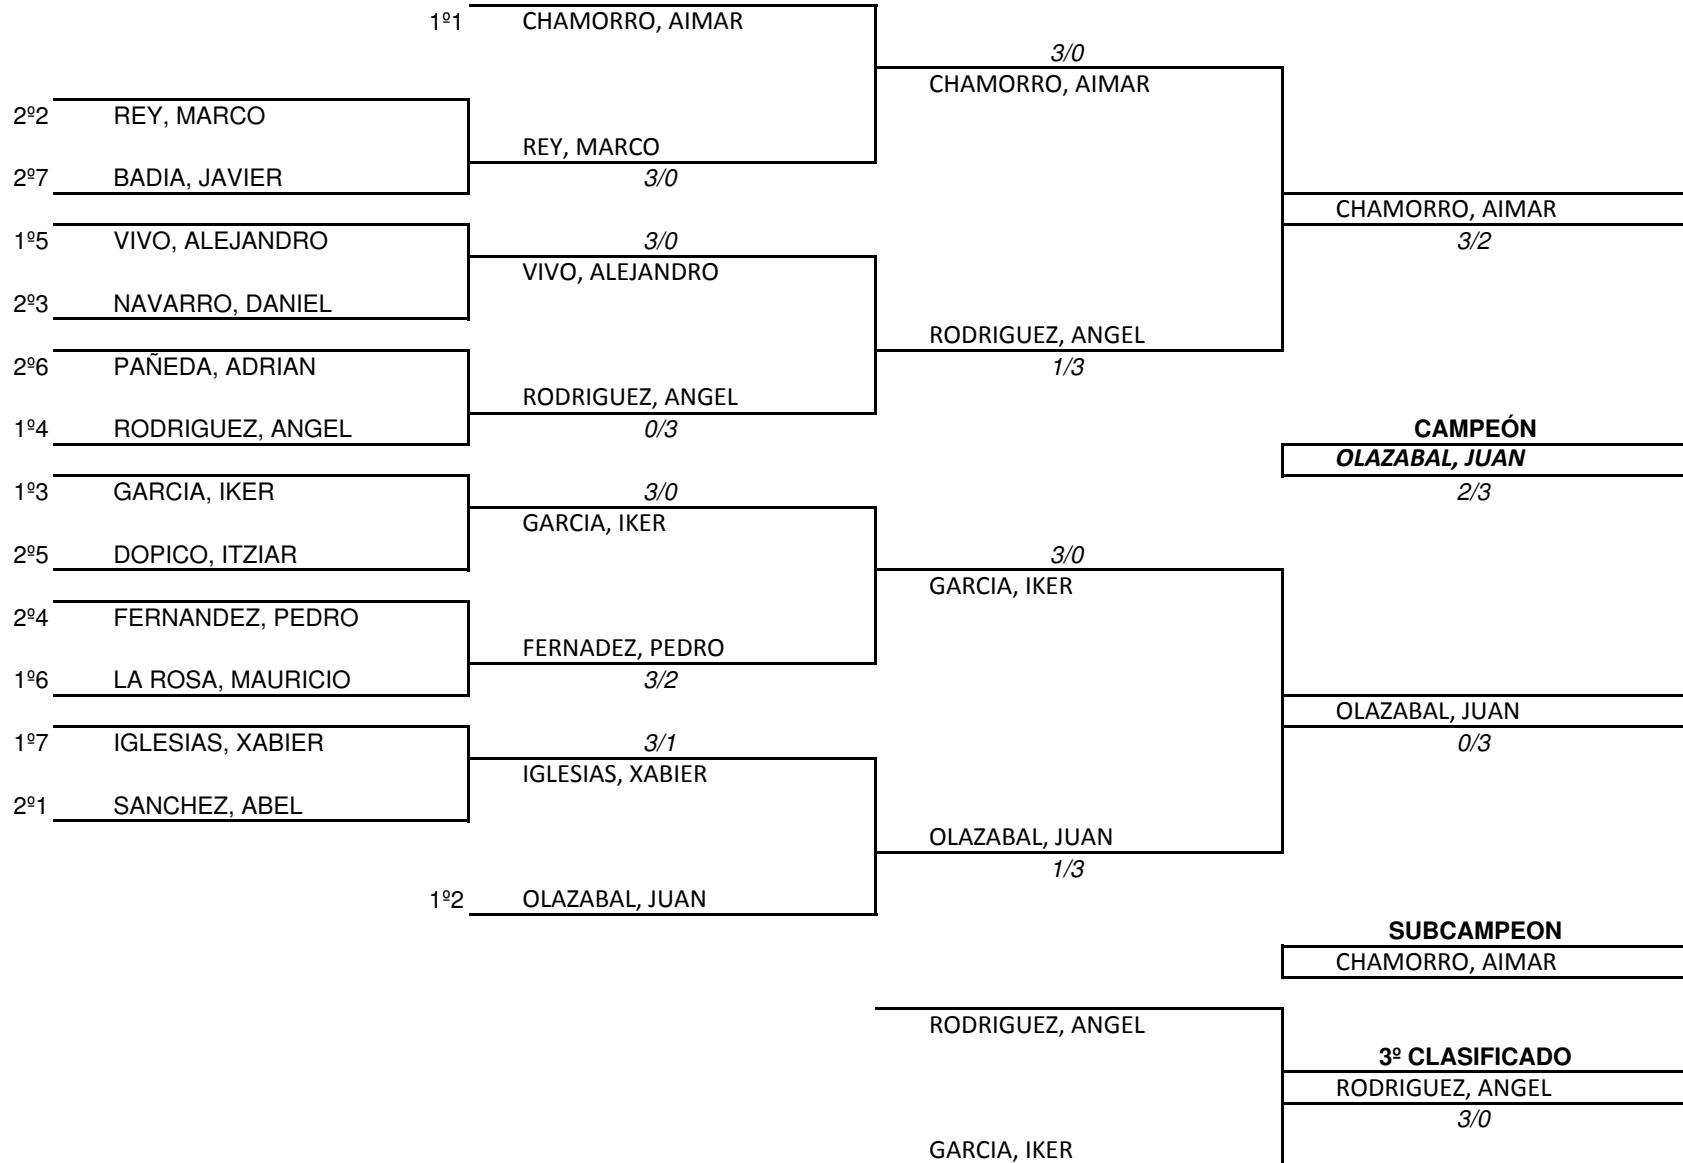 1º1 CHAMORRO, AIMAR
3/0
CHAMORRO, AIMAR
2º2 REY, MARCO
REY, MARCO
2º7 BADIA, JAVIER 3/0
CHAMORRO, AIMAR
1º5 VIVO, ALEJANDRO 3/0 3/2
VIVO, ALEJANDRO
2º3 NAVARRO, DANIEL
RODRIGUEZ, ANGEL
2º6 PAÑEDA, ADRIAN 1/3
RODRIGUEZ, ANGEL
1º4 RODRIGUEZ, ANGEL 0/3 CAMPEÓN
OLAZABAL, JUAN
1º3 GARCIA, IKER 3/0 2/3
GARCIA, IKER
2º5 DOPICO, ITZIAR 3/0
GARCIA, IKER
2º4 FERNANDEZ, PEDRO
FERNADEZ, PEDRO
1º6 LA ROSA, MAURICIO 3/2
OLAZABAL, JUAN
1º7 IGLESIAS, XABIER 3/1 0/3
IGLESIAS, XABIER
2º1 SANCHEZ, ABEL
OLAZABAL, JUAN
1/3
1º2 OLAZABAL, JUAN
SUBCAMPEON
CHAMORRO, AIMAR
RODRIGUEZ, ANGEL
3º CLASIFICADO
RODRIGUEZ, ANGEL
3/0
GARCIA, IKER